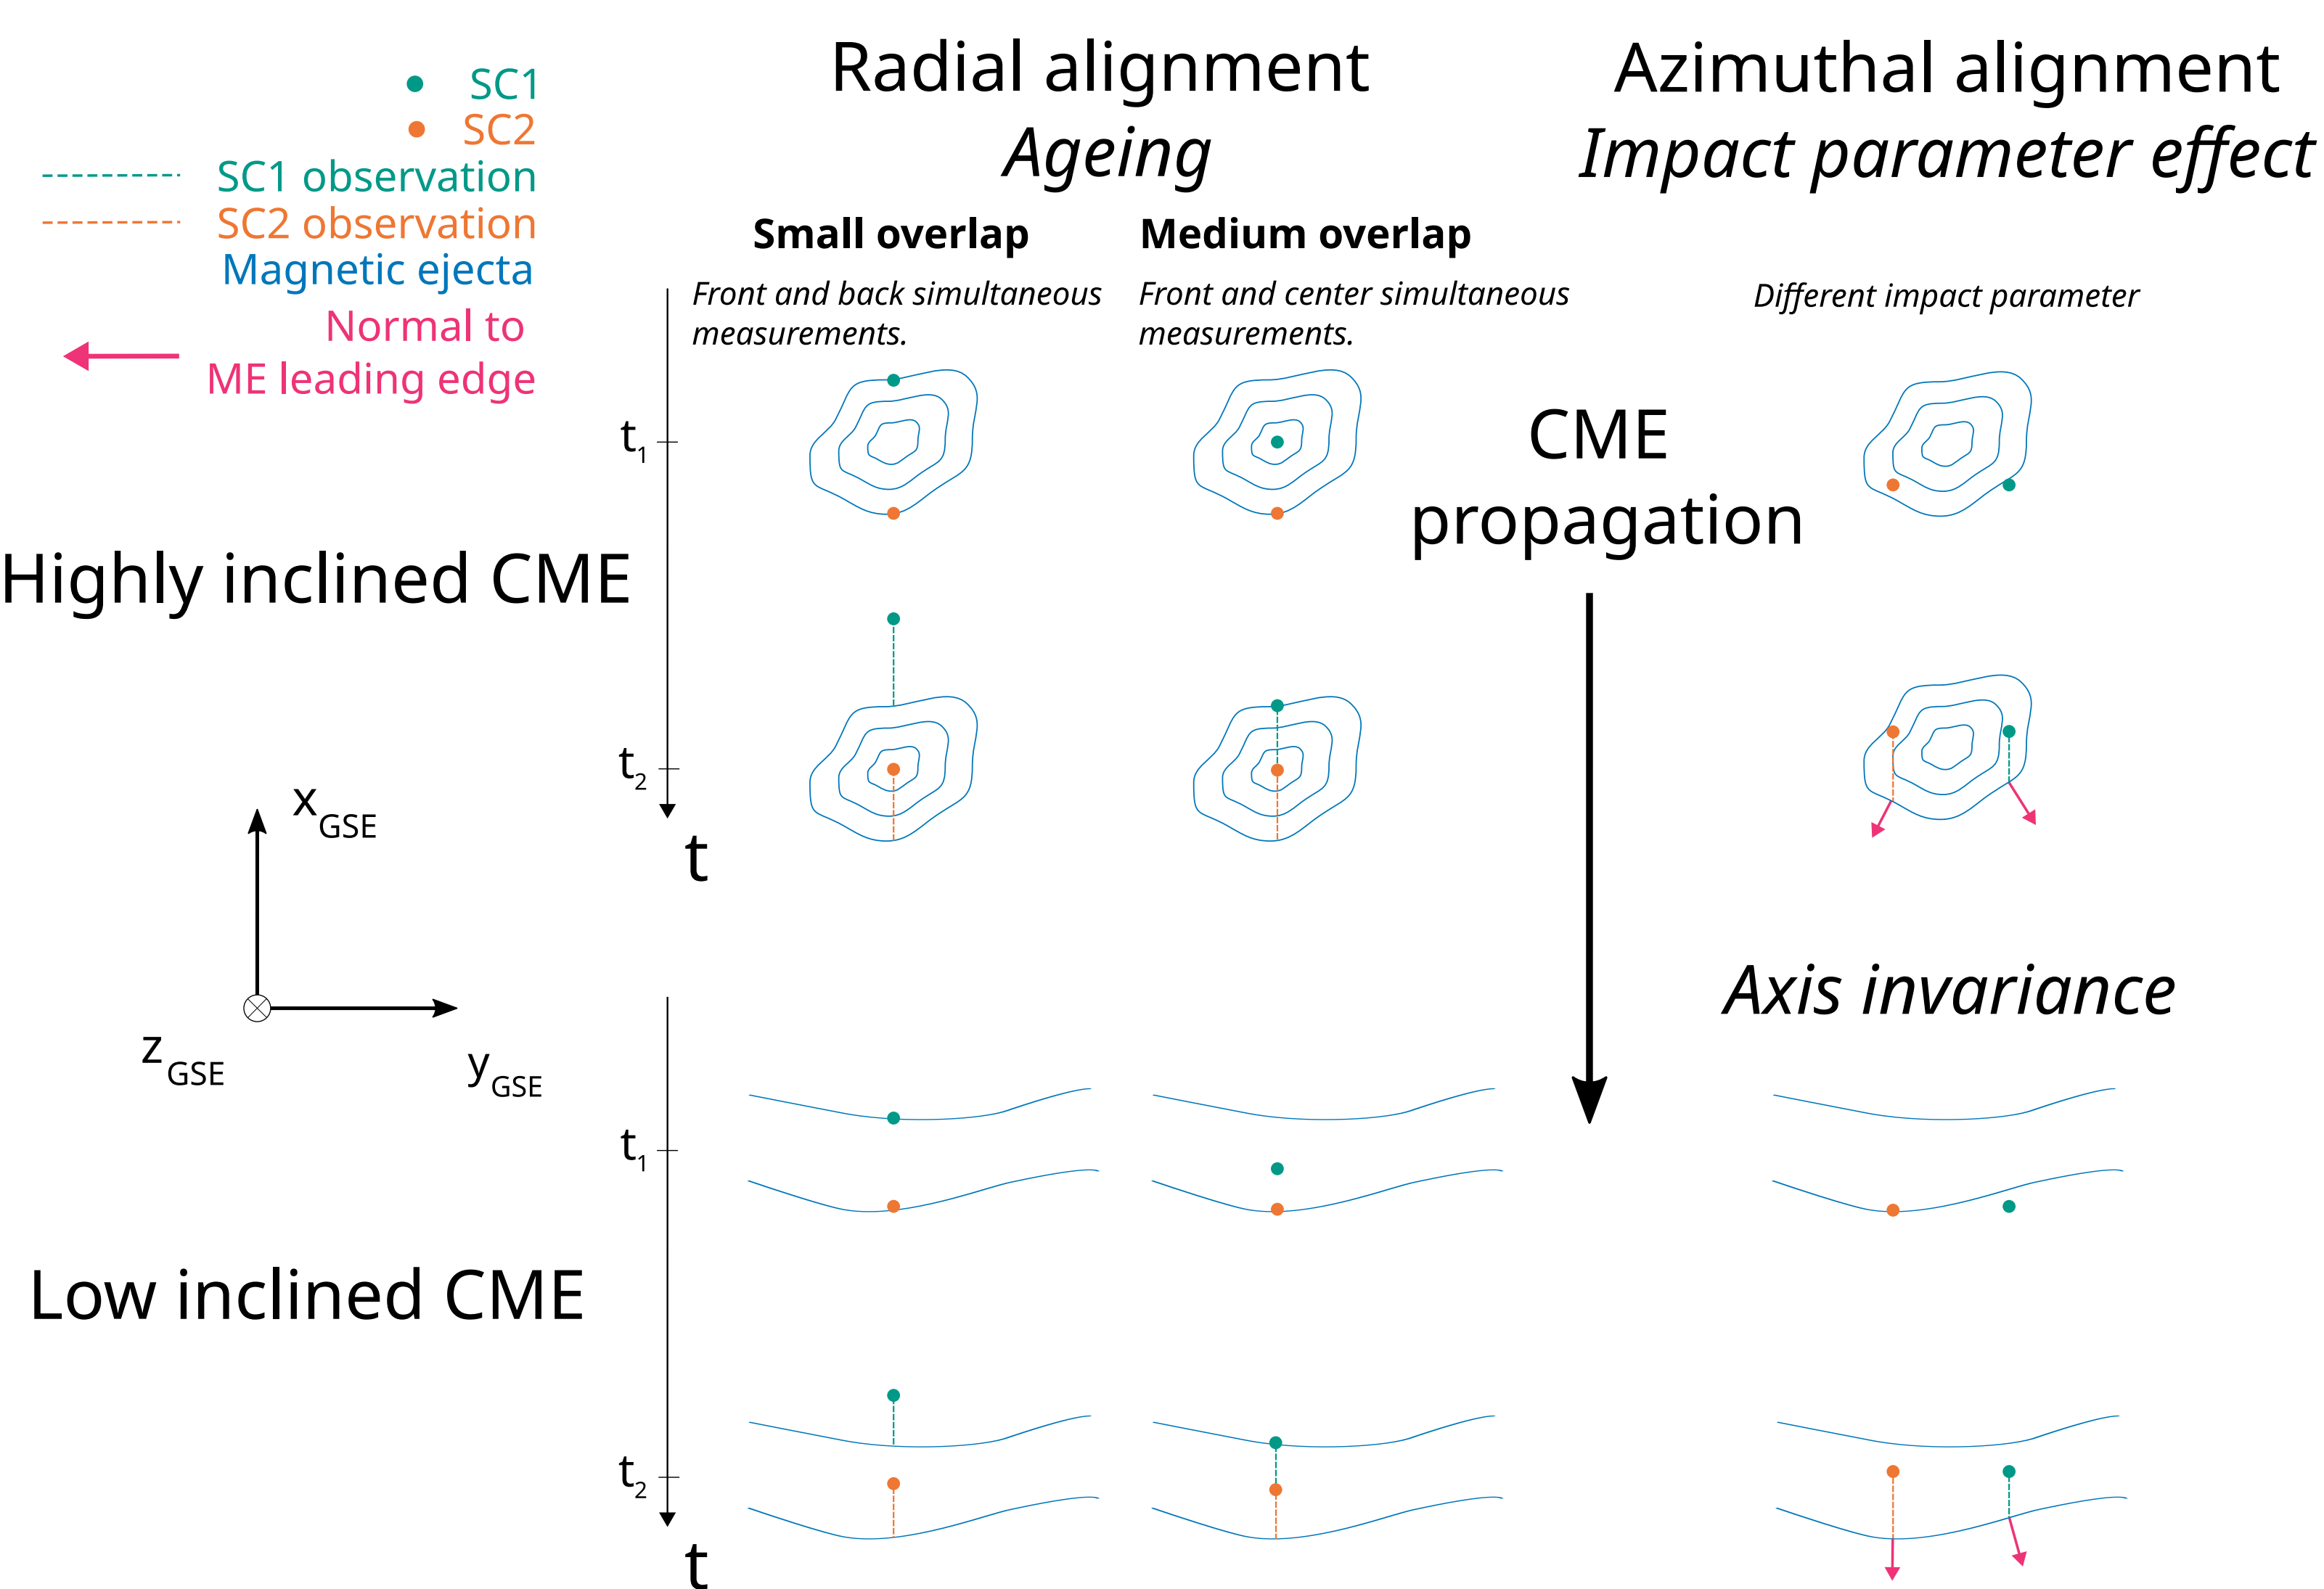 SC1
SC2
SC1 observation
SC2 observation
Magnetic ejecta
Normal to
ME leading edge
Radial alignment
Ageing
Azimuthal alignment
Impact parameter effect
Small overlap
Medium overlap
Front and back simultaneous
measurements.
Front and center simultaneous
measurements.
Different impact parameter
t1
CME
propagation
Highly inclined CME
t2
t
xGSE
zGSE
yGSE
Axis invariance
t1
Low inclined CME
t2
t